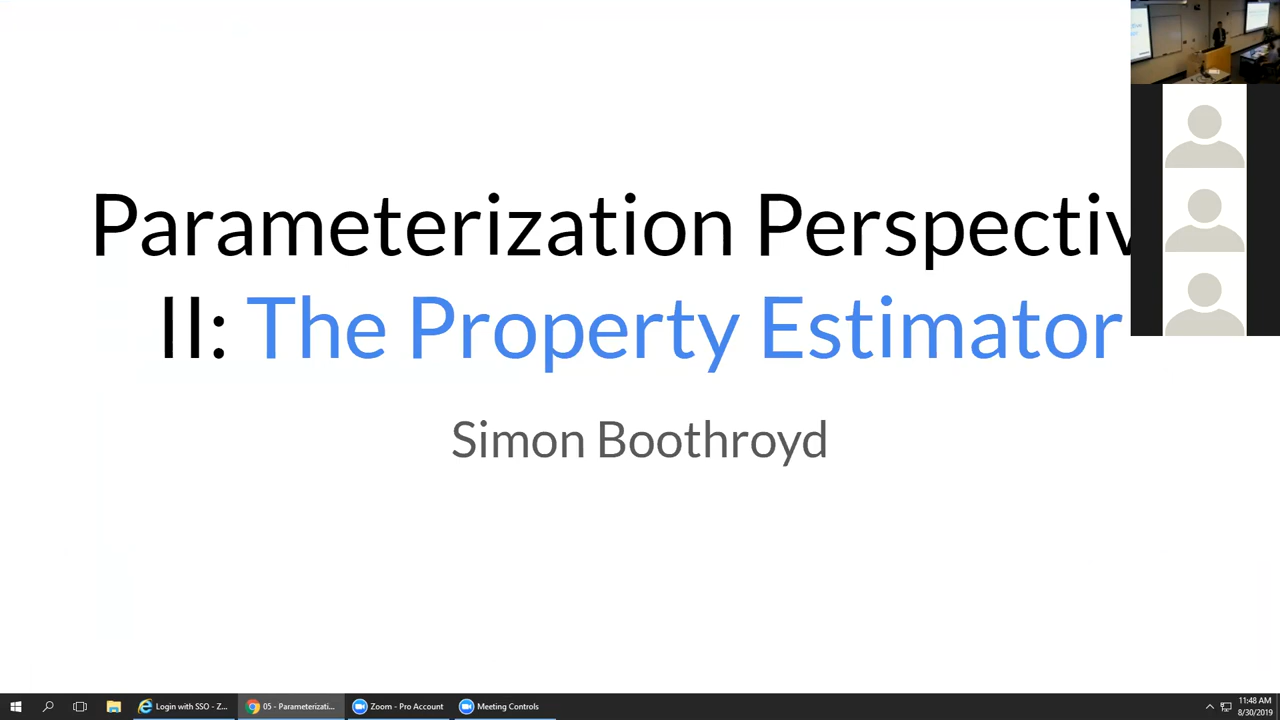 Parameterization Perspectiv
II: The Property Estimator
Simon Boothroyd
Login with SSO - Z...
05 - Parameterizati...
Zoom - Pro Account
Meeting Controls
11:48 AM
8/30/2019